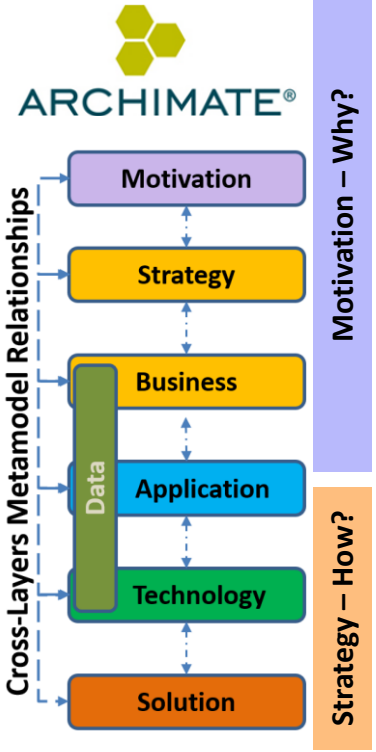 ARCHIMATE®
Cross-Layers Metamodel Relationships
Motivation
Strategy
Business
Data
Application
Technology
Solution
Motivation – Why?
Strategy – How?